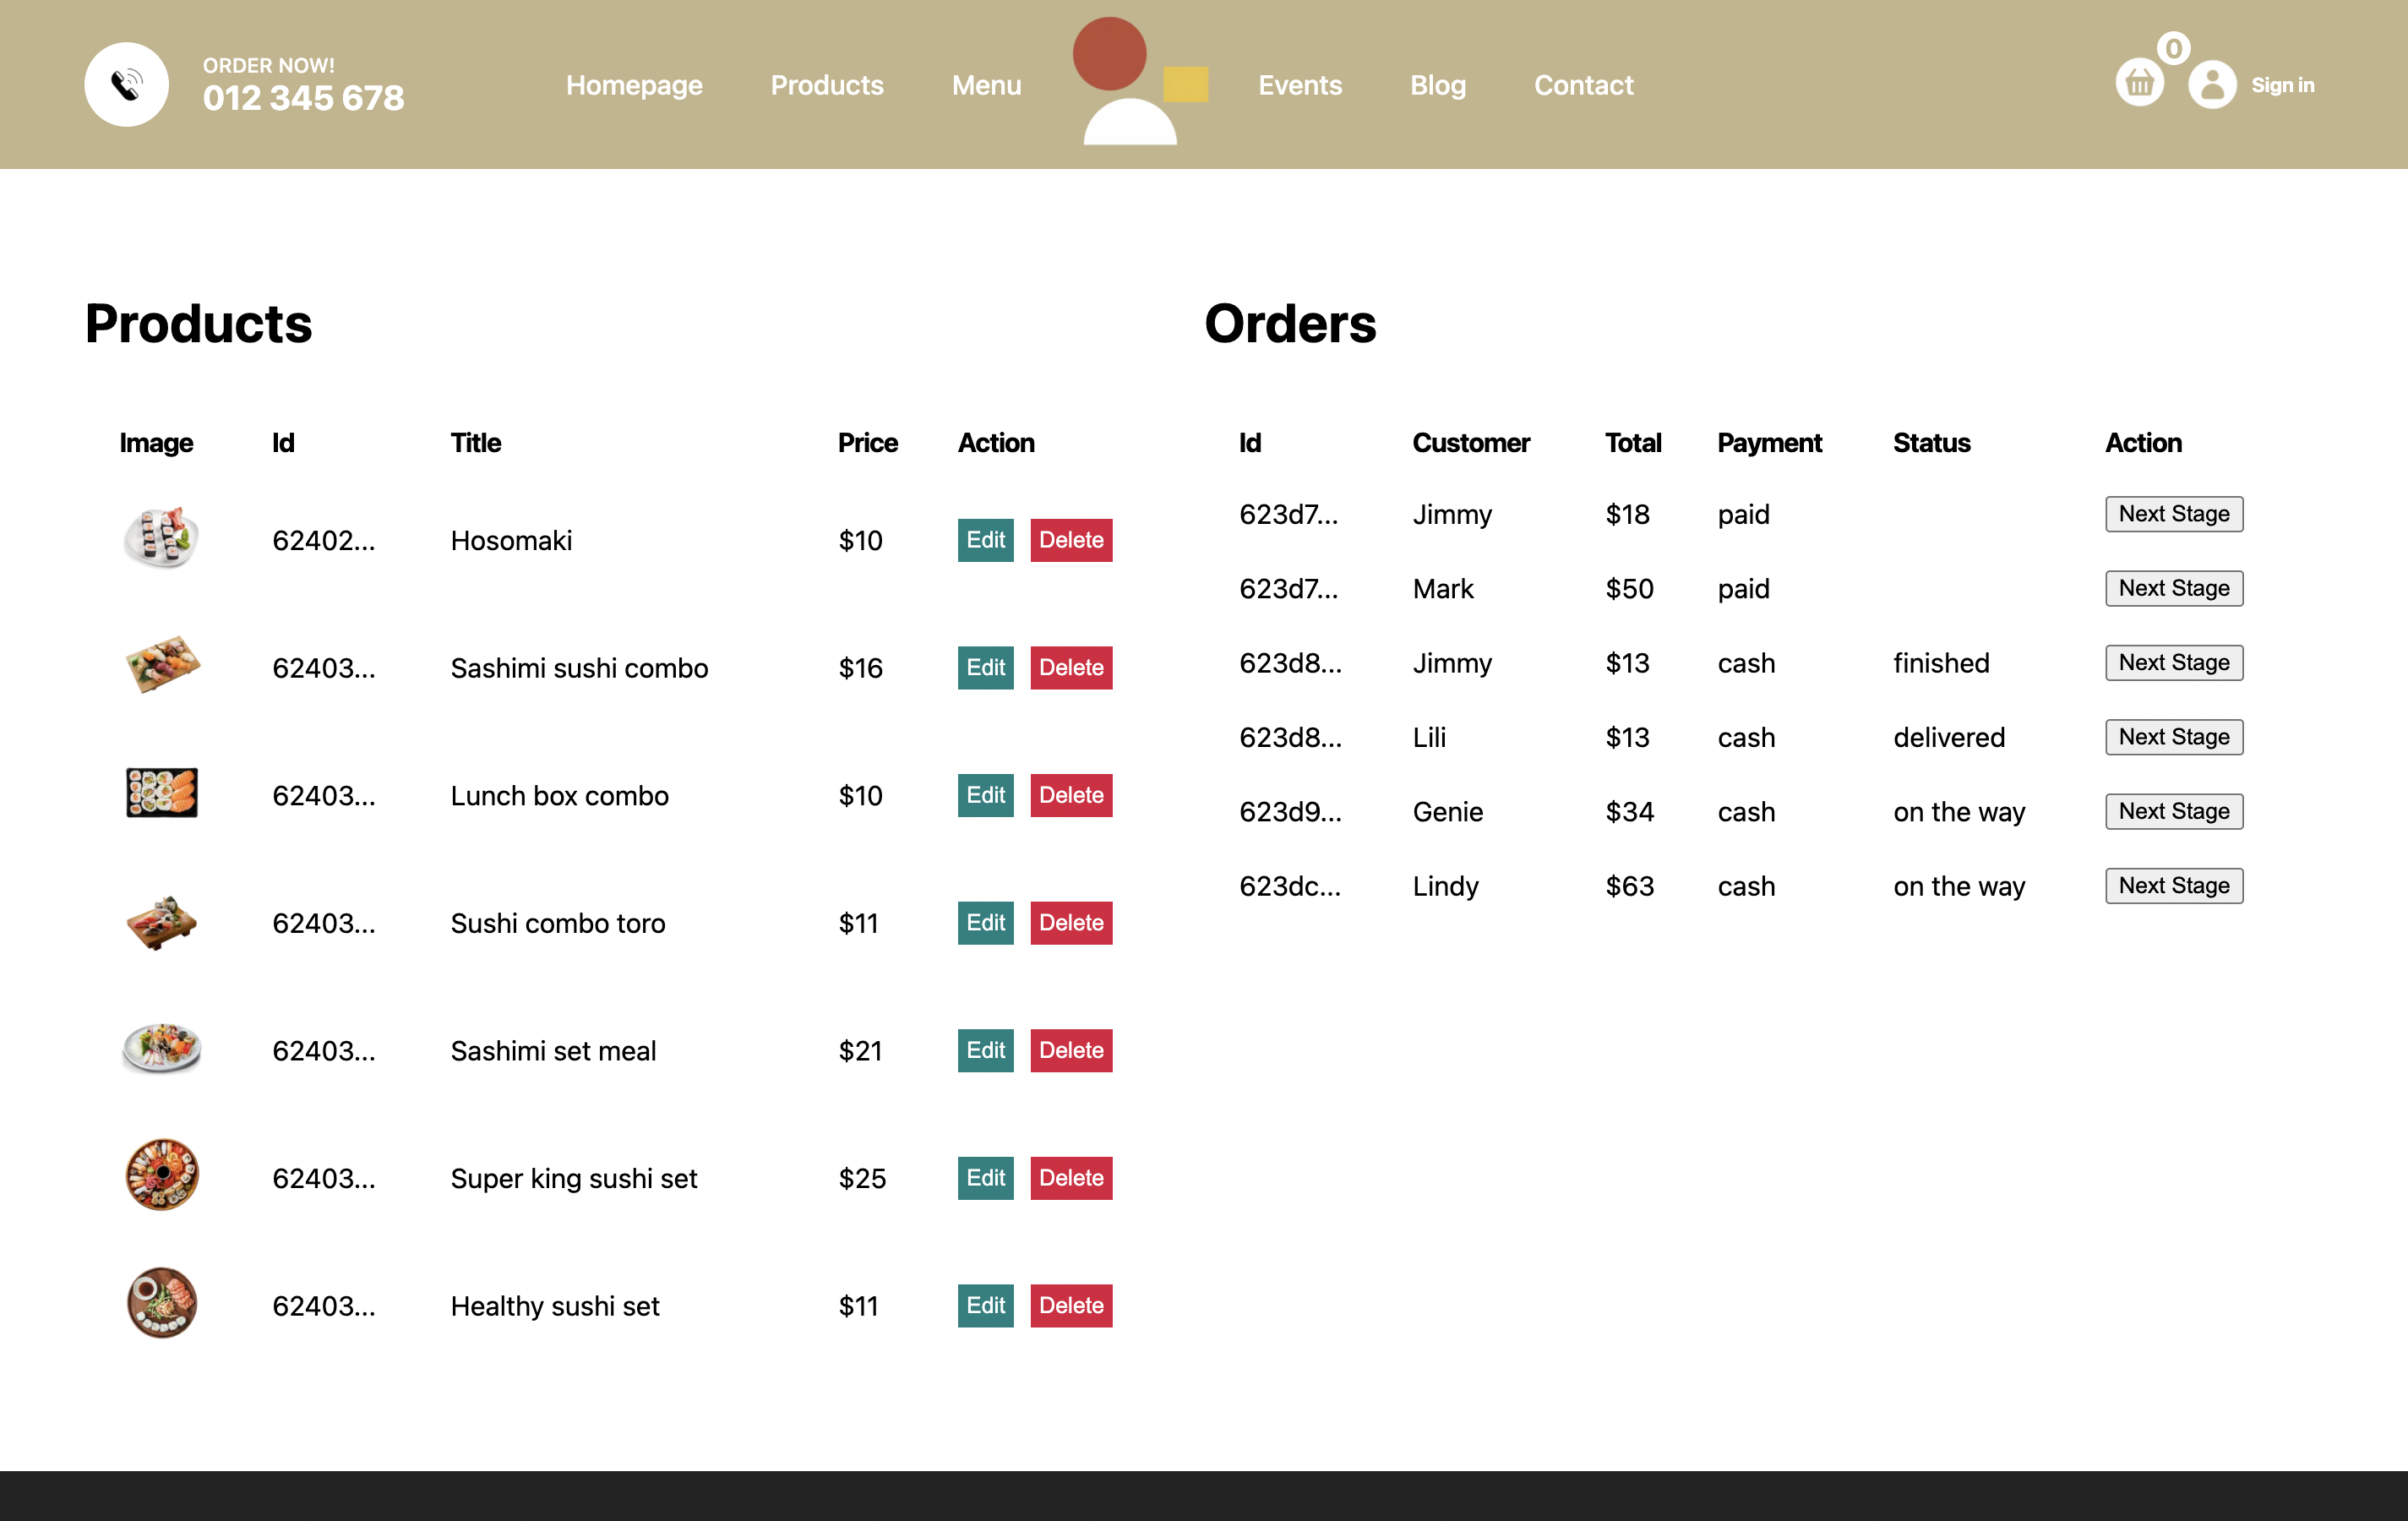 ORDER NOW!
012 345 678
Homepage Products Menu Events Blog Contact
0
Sign in
Products
Image Id Title Price Action
62402... Hosomaki $10 Edit Delete
62403... Sashimi sushi combo $16 Edit Delete
62403... Lunch box combo $10 Edit Delete
62403... Sushi combo toro $11 Edit Delete
62403... Sashimi set meal $21 Edit Delete
62403... Super king sushi set $25 Edit Delete
62403... Healthy sushi set $11 Edit Delete
Orders
Id Customer Total Payment Status Action
623d7... Jimmy $18 paid Next Stage
623d7... Mark $50 paid Next Stage
623d8... Jimmy $13 cash finished Next Stage
623d8... Lili $13 cash delivered Next Stage
623d9... Genie $34 cash on the way Next Stage
623dc... Lindy $63 cash on the way Next Stage